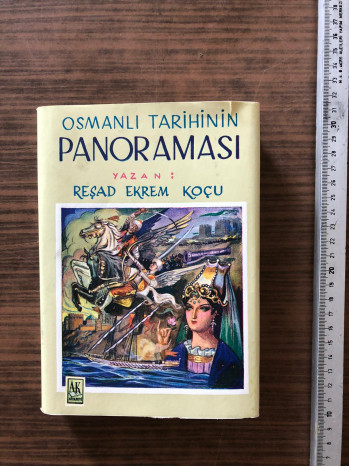 OSMANLI TARİHİNİN
PANORAMASI
YAZAN :
REŞAD EKREM KOÇU
AK